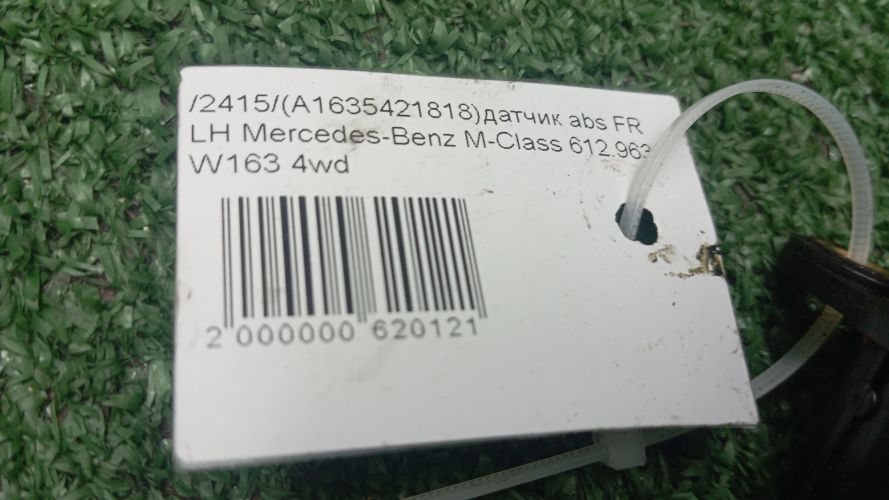 /2415/(A1635421818)датчик abs FR
LH Mercedes-Benz M-Class 612.963
W163 4wd
2 000000 620121